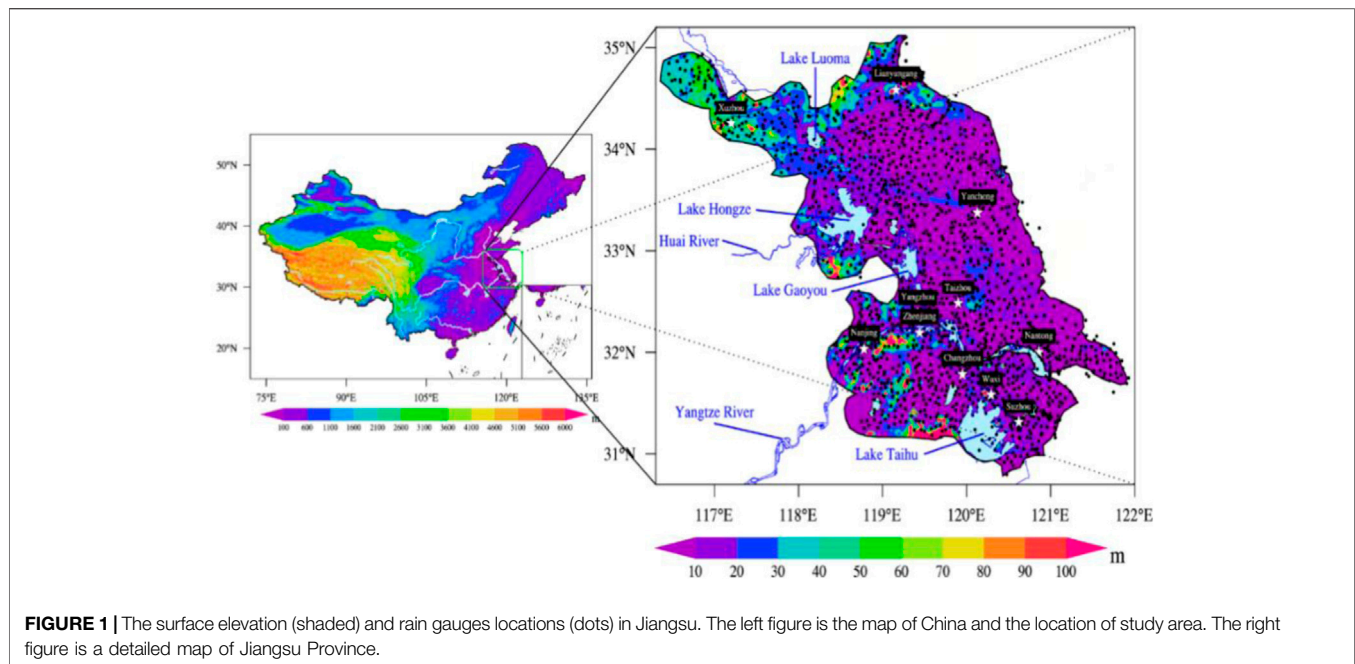 50°N
40°N
30°N
20°N
75°E 90°E 105°E 120°E 135°E
100 600 1100 1600 2100 2600 3100 3600 4100 4600 5100 5600 6000 m
35°N
34°N
33°N
32°N
31°N
Lake Luoma
Lianyungang
Xuzhou
Yancheng
Lake Hongze
Huai River
Lake Gaoyou
Taizhou
Yangzhou
Zhenjiang
Nanjing
Nantong
Changzhou
Wuxi
Suzhou
Yangtze River
Lake Taihu
117°E 118°E 119°E 120°E 121°E 122°E
10 20 30 40 50 60 70 80 90 100 m
FIGURE 1 | The surface elevation (shaded) and rain gauges locations (dots) in Jiangsu. The left figure is the map of China and the location of study area. The right
figure is a detailed map of Jiangsu Province.